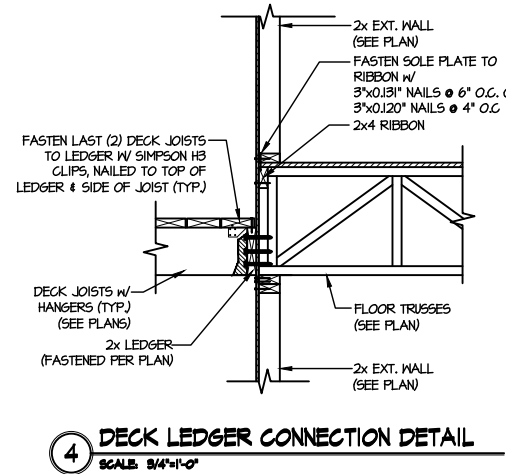 2x EXT. WALL
(SEE PLAN)
FASTEN SOLE PLATE TO
RIBBON W/
3"x0.131" NAILS @ 6" O.C.
3"x0.120" NAILS @ 4" O.C
2x4 RIBBON
FASTEN LAST (2) DECK JOISTS
TO LEDGER W/ SIMPSON H3
CLIPS, NAILED TO TOP OF
LEDGER & SIDE OF JOIST (TYP.)
DECK JOISTS W/
HANGERS (TYP.)
(SEE PLANS)
2x LEDGER
(FASTENED PER PLAN)
FLOOR TRUSSES
(SEE PLAN)
2x EXT. WALL
(SEE PLAN)
4 DECK LEDGER CONNECTION DETAIL
SCALE: 3/4"=1'-0"